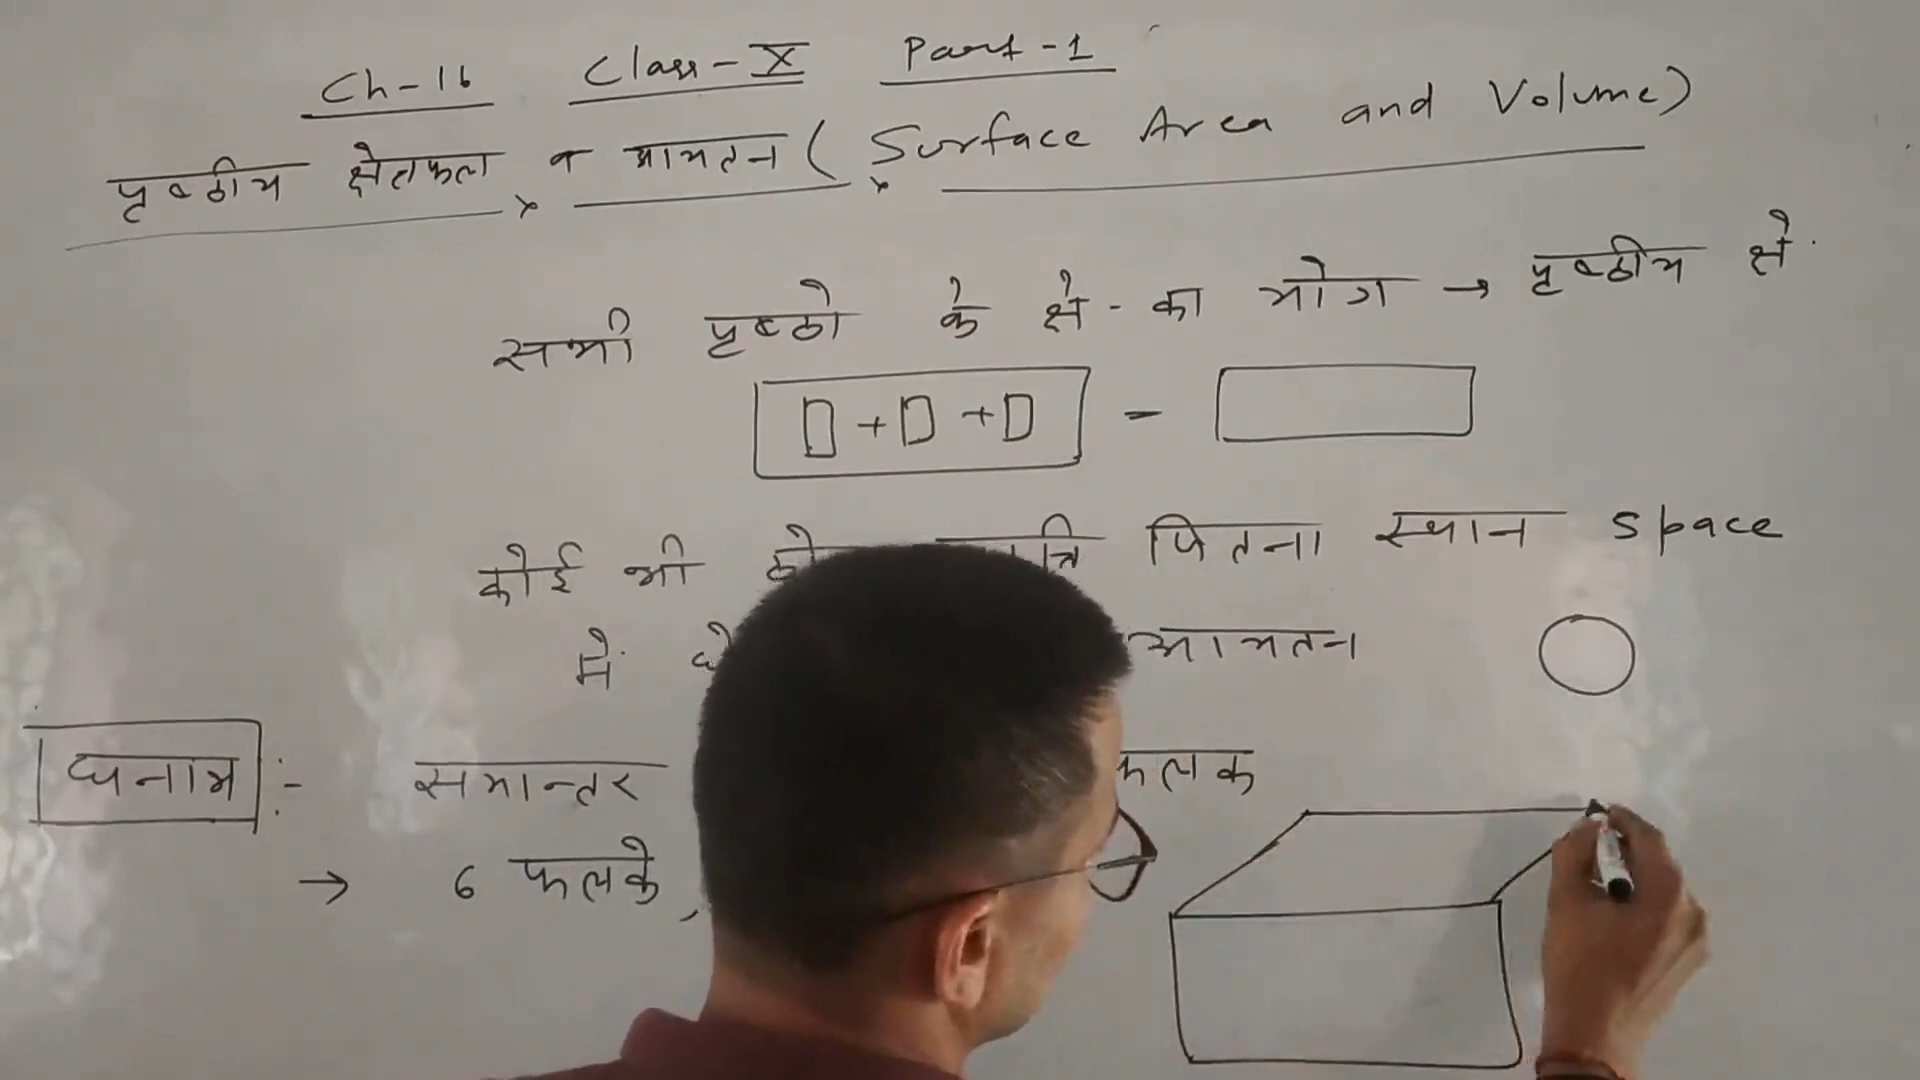 Ch-16 Class-X Part-1
पृष्ठीय क्षेत्रफल व आयतन ( Surface Area and Volume)
सभी पृष्ठो के क्षे. का योग → पृष्ठीय क्षे.
कोई भी जितना स्थान space
में आयतन
घनाभ :- समान्तर फलक
→ 6 फलके,